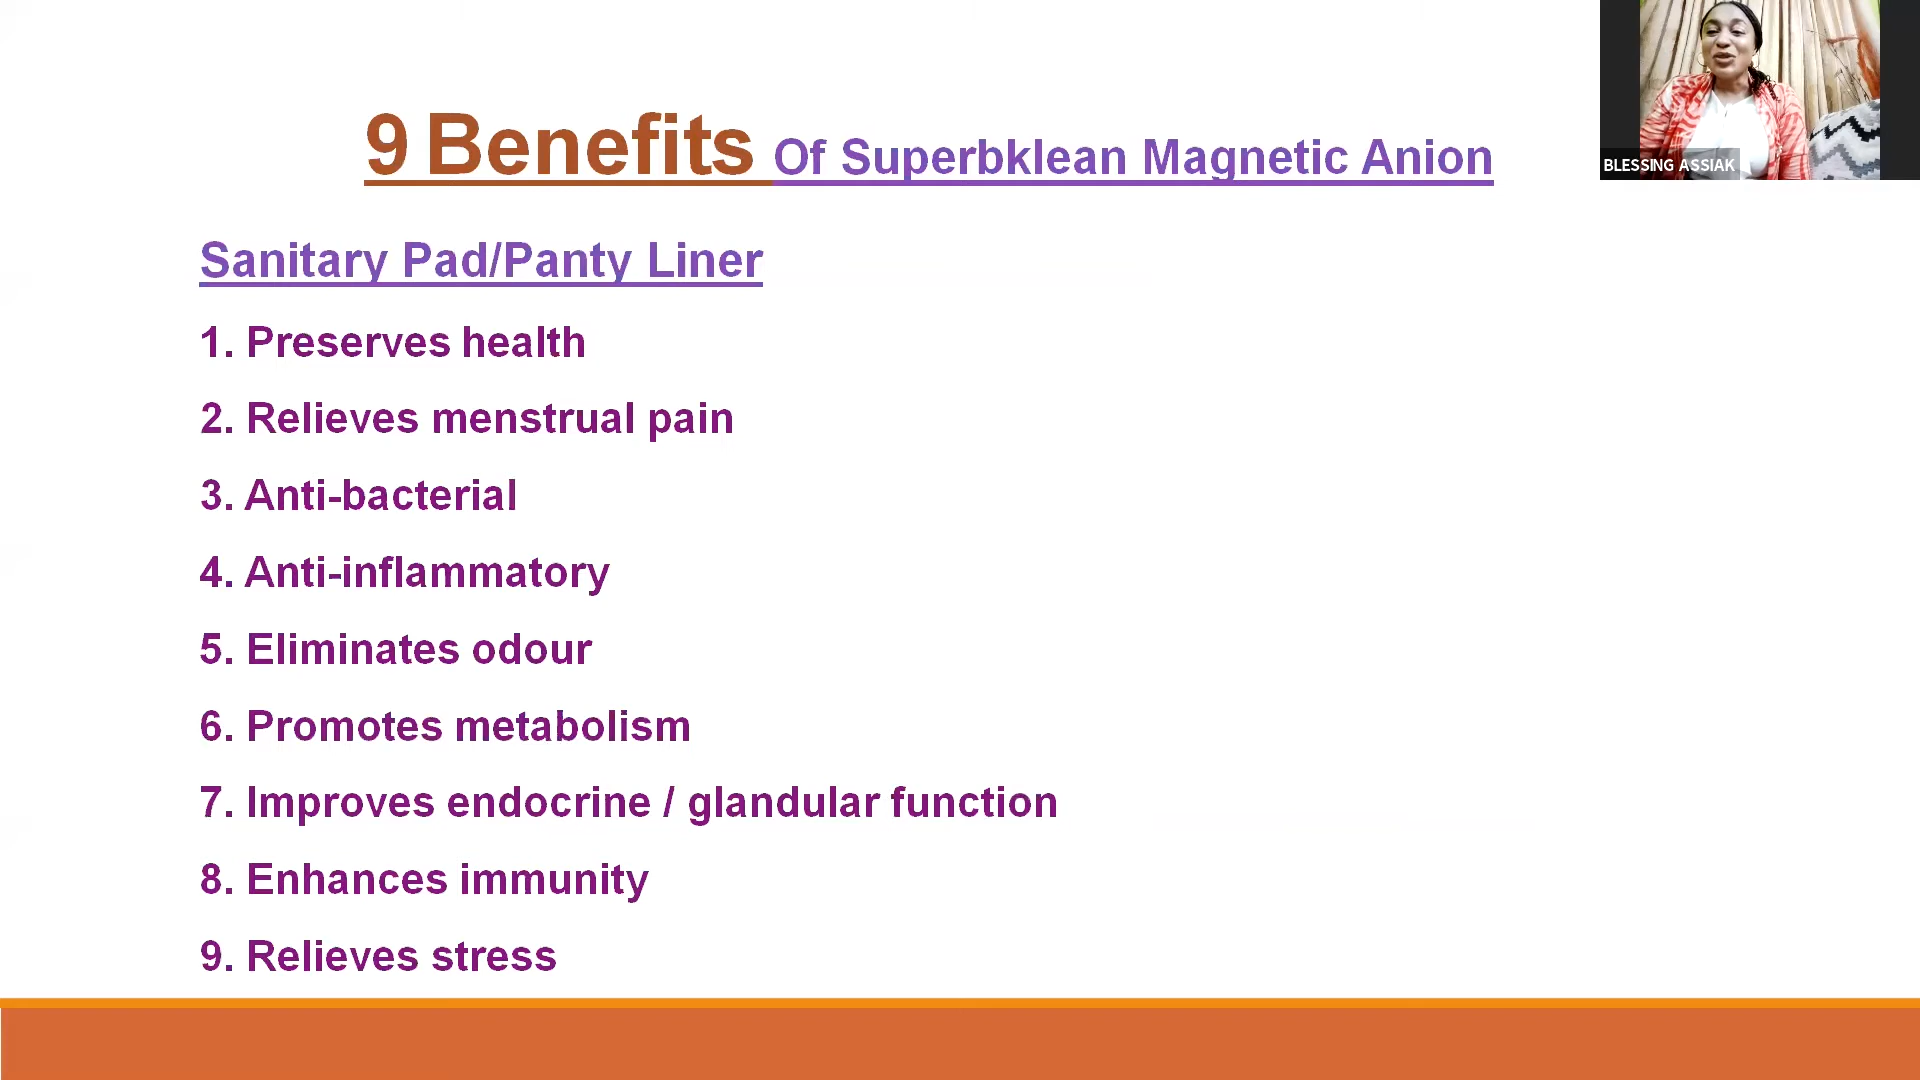 9 Benefits Of Superbklean Magnetic Anion
Sanitary Pad/Panty Liner
1. Preserves health
2. Relieves menstrual pain
3. Anti-bacterial
4. Anti-inflammatory
5. Eliminates odour
6. Promotes metabolism
7. Improves endocrine / glandular function
8. Enhances immunity
9. Relieves stress
BLESSING ASSIAK